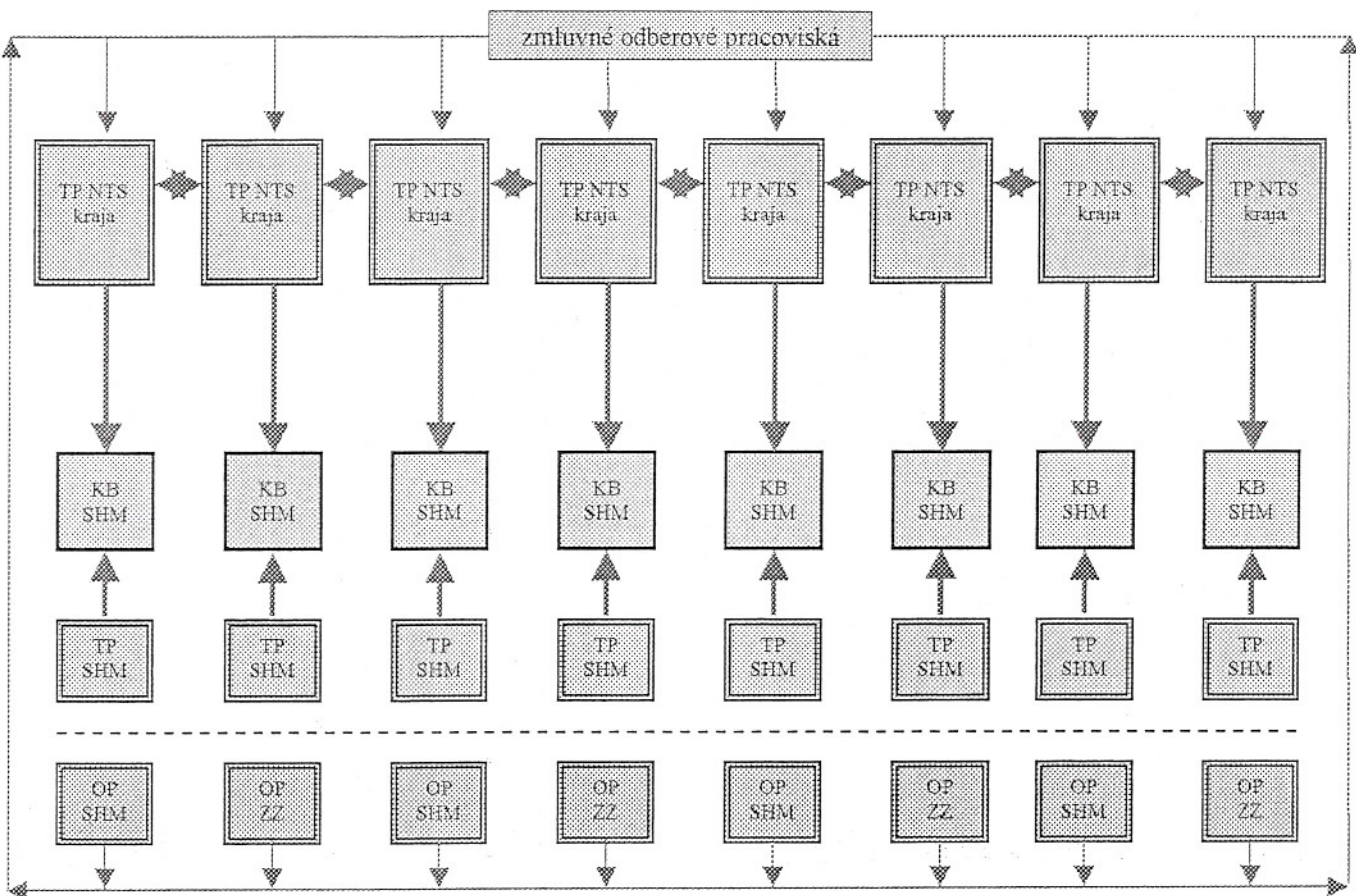 zmluvné odberové pracoviská
TP NTS
kraja
TP NTS
kraja
TP NTS
kraja
TP NTS
kraja
TP NTS
kraja
TP NTS
kraja
TP NTS
kraja
TP NTS
kraja
KB
SHM
KB
SHM
KB
SHM
KB
SHM
KB
SHM
KB
SHM
KB
SHM
KB
SHM
TP
SHM
TP
SHM
TP
SHM
TP
SHM
TP
SHM
TP
SHM
TP
SHM
TP
SHM
OP
SHM
OP
ZZ
OP
SHM
OP
ZZ
OP
SHM
OP
ZZ
OP
SHM
OP
ZZ